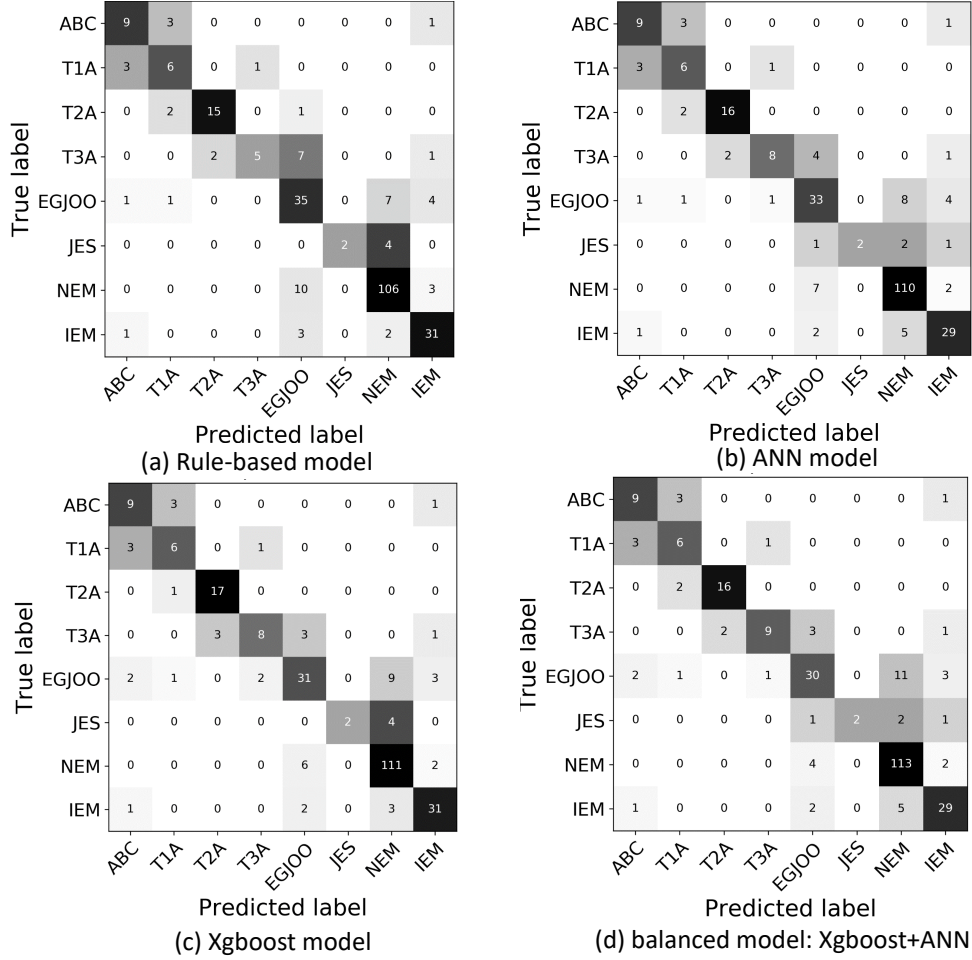 ABC 9 3 0 0 0 0 0 1
T1A 3 6 0 1 0 0 0 0
T2A 0 2 15 0 1 0 0 0
T3A 0 0 2 5 7 0 0 1
EGJOO 1 1 0 0 35 0 7 4
JES 0 0 0 0 0 2 4 0
NEM 0 0 0 0 10 0 106 3
IEM 1 0 0 0 3 0 2 31
True label
ABC T1A T2A T3A EGJOO JES NEM IEM
Predicted label
(a) Rule-based model
ABC 9 3 0 0 0 0 0 1
T1A 3 6 0 1 0 0 0 0
T2A 0 2 16 0 0 0 0 0
T3A 0 0 2 8 4 0 0 1
EGJOO 1 1 0 1 33 0 8 4
JES 0 0 0 0 1 2 2 1
NEM 0 0 0 0 7 0 110 2
IEM 1 0 0 0 2 0 5 29
True label
ABC T1A T2A T3A EGJOO JES NEM IEM
Predicted label
(b) ANN model
ABC 9 3 0 0 0 0 0 1
T1A 3 6 0 1 0 0 0 0
T2A 0 1 17 0 0 0 0 0
T3A 0 0 3 8 3 0 0 1
EGJOO 2 1 0 2 31 0 9 3
JES 0 0 0 0 0 2 4 0
NEM 0 0 0 0 6 0 111 2
IEM 1 0 0 0 2 0 3 31
True label
ABC T1A T2A T3A EGJOO JES NEM IEM
Predicted label
(c) Xgboost model
ABC 9 3 0 0 0 0 0 1
T1A 3 6 0 1 0 0 0 0
T2A 0 2 16 0 0 0 0 0
T3A 0 0 2 9 3 0 0 1
EGJOO 2 1 0 1 30 0 11 3
JES 0 0 0 0 1 2 2 1
NEM 0 0 0 0 4 0 113 2
IEM 1 0 0 0 2 0 5 29
True label
ABC T1A T2A T3A EGJOO JES NEM IEM
Predicted label
(d) balanced model: Xgboost+ANN